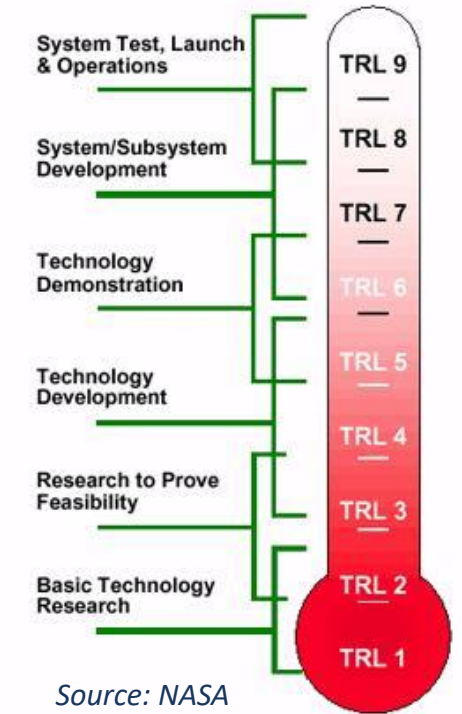 System Test, Launch
& Operations
System/Subsystem
Development
Technology
Demonstration
Technology
Development
Research to Prove
Feasibility
Basic Technology
Research
TRL 9
TRL 8
TRL 7
TRL 6
TRL 5
TRL 4
TRL 3
TRL 2
TRL 1
Source: NASA